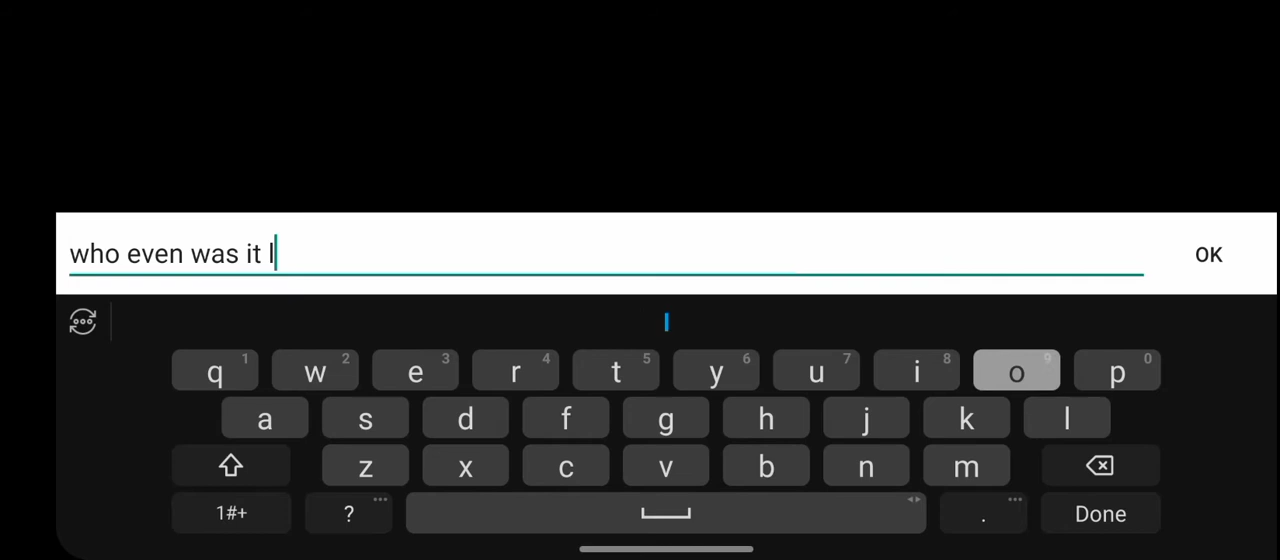 who even was it l
OK
l
q 1 w 2 e 3 r 4 t 5 y 6 u 7 i 8 o 9 p 0
a s d f g h j k l
z x c v b n m
1#+ ? . Done